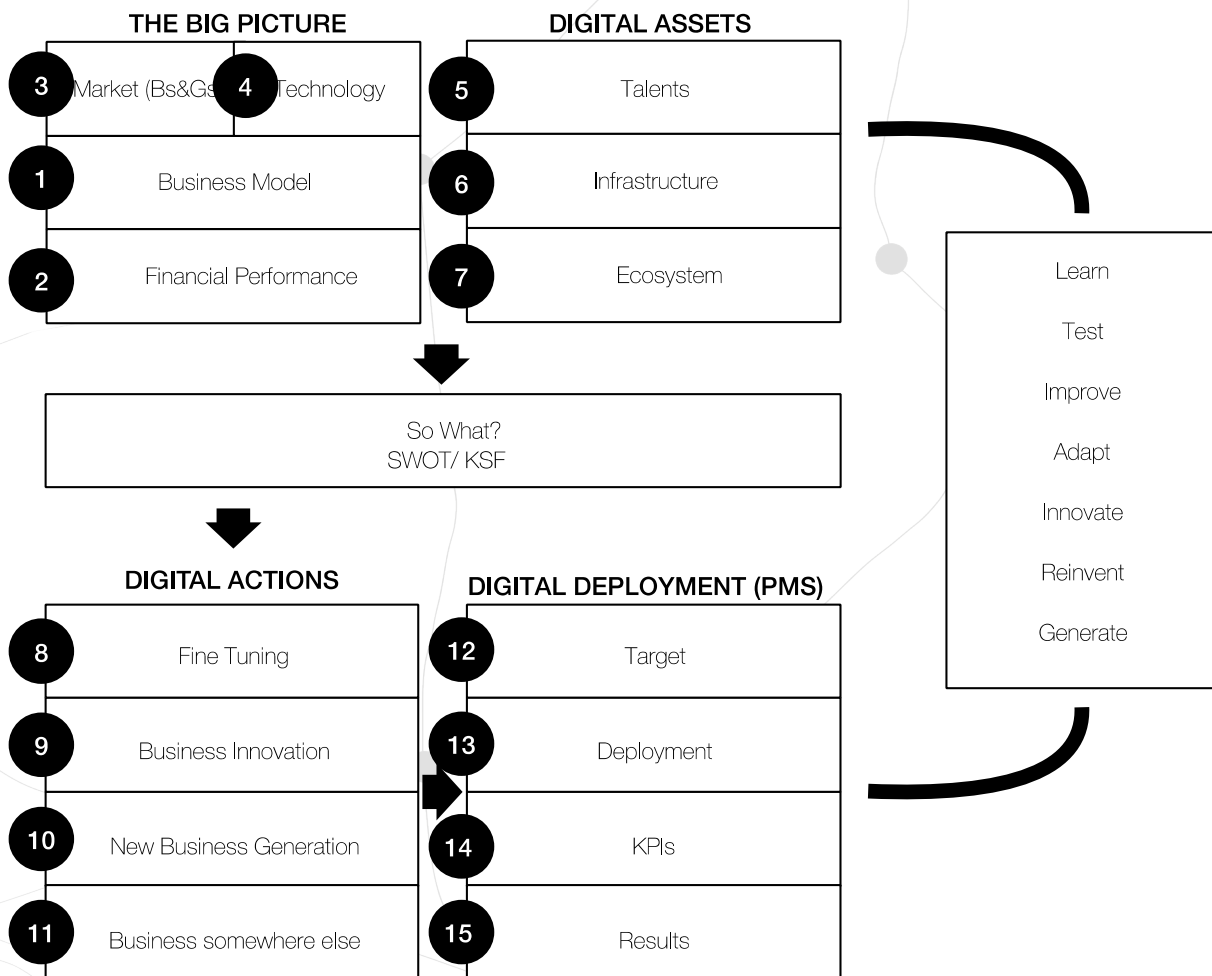 THE BIG PICTURE
3 Market (Bs&Gs 4 Technology
1 Business Model
2 Financial Performance
DIGITAL ASSETS
5 Talents
6 Infrastructure
7 Ecosystem
So What?
SWOT/ KSF
DIGITAL ACTIONS
8 Fine Tuning
9 Business Innovation
10 New Business Generation
11 Business somewhere else
DIGITAL DEPLOYMENT (PMS)
12 Target
13 Deployment
14 KPIs
15 Results
Learn
Test
Improve
Adapt
Innovate
Reinvent
Generate